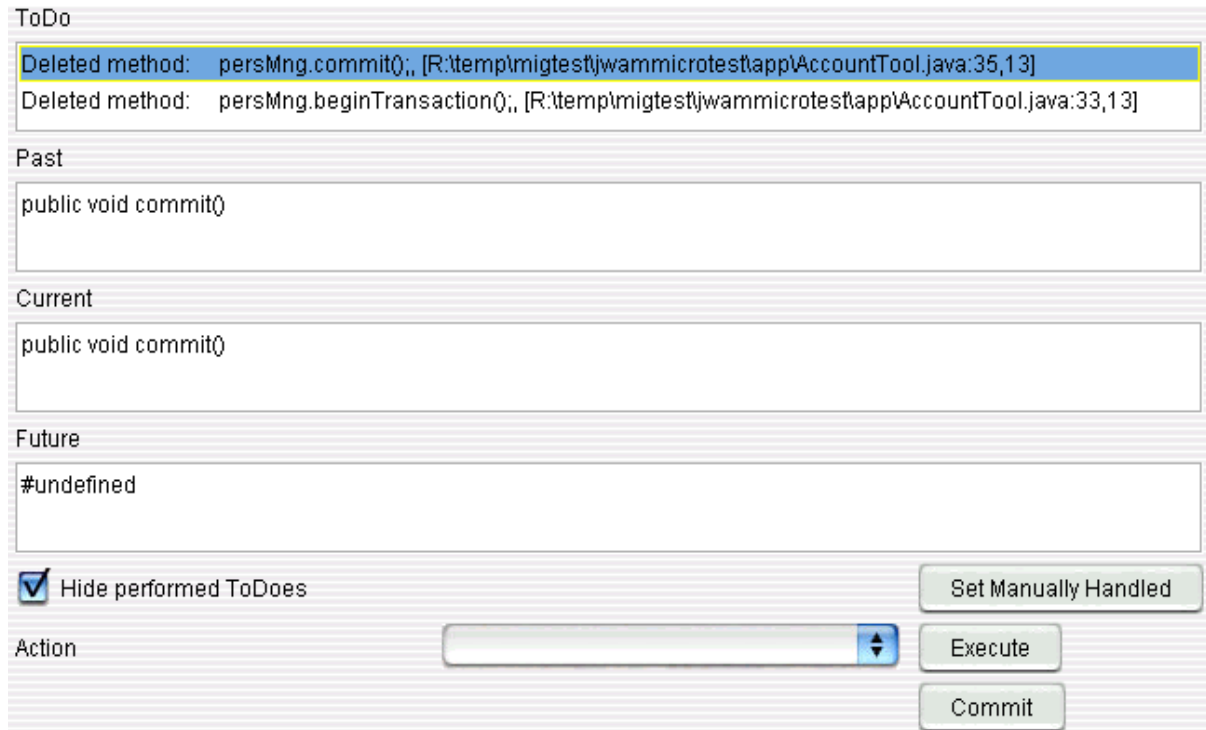 ToDo
Deleted method: persMng.commit();, [R:\temp\migtest\jwammicrotest\app\AccountTool.java:35,13]
Deleted method: persMng.beginTransaction();, [R:\temp\migtest\jwammicrotest\app\AccountTool.java:33,13]
Past
public void commit()
Current
public void commit()
Future
#undefined
Hide performed ToDoes
Set Manually Handled
Action
Execute
Commit